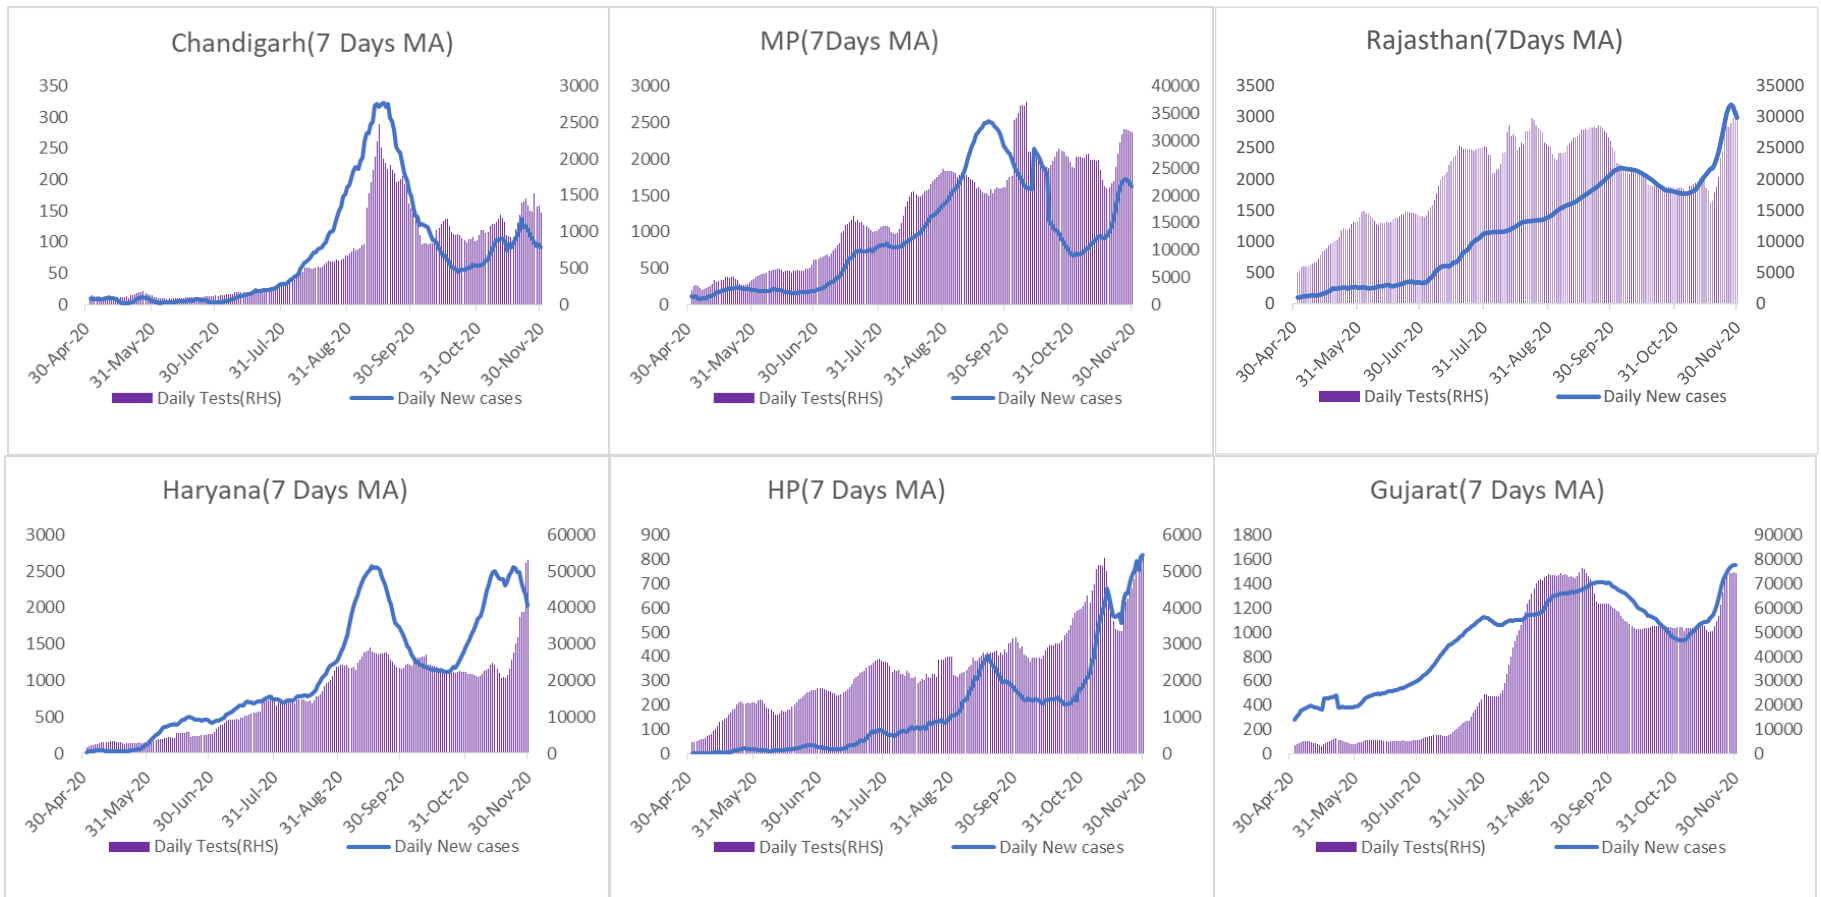 Chandigarh(7 Days MA)
350
300
250
200
150
100
50
0
3000
2500
2000
1500
1000
500
0
30-Apr-20
31-May-20
30-Jun-20
31-Jul-20
31-Aug-20
30-Sep-20
31-Oct-20
30-Nov-20
Daily Tests(RHS)
Daily New cases
MP(7Days MA)
3000
2500
2000
1500
1000
500
0
40000
35000
30000
25000
20000
15000
10000
5000
0
30-Apr-20
31-May-20
30-Jun-20
31-Jul-20
31-Aug-20
30-Sep-20
31-Oct-20
30-Nov-20
Daily Tests(RHS)
Daily New cases
Rajasthan(7Days MA)
3500
3000
2500
2000
1500
1000
500
0
35000
30000
25000
20000
15000
10000
5000
0
30-Apr-20
31-May-20
30-Jun-20
31-Jul-20
31-Aug-20
30-Sep-20
31-Oct-20
30-Nov-20
Daily Tests(RHS)
Daily New cases
Haryana(7 Days MA)
3000
2500
2000
1500
1000
500
0
60000
50000
40000
30000
20000
10000
0
30-Apr-20
31-May-20
30-Jun-20
31-Jul-20
31-Aug-20
30-Sep-20
31-Oct-20
30-Nov-20
Daily Tests(RHS)
Daily New cases
HP(7 Days MA)
900
800
700
600
500
400
300
200
100
0
6000
5000
4000
3000
2000
1000
0
30-Apr-20
31-May-20
30-Jun-20
31-Jul-20
31-Aug-20
30-Sep-20
31-Oct-20
30-Nov-20
Daily Tests(RHS)
Daily New cases
Gujarat(7 Days MA)
1800
1600
1400
1200
1000
800
600
400
200
0
90000
80000
70000
60000
50000
40000
30000
20000
10000
0
30-Apr-20
31-May-20
30-Jun-20
31-Jul-20
31-Aug-20
30-Sep-20
31-Oct-20
30-Nov-20
Daily Tests(RHS)
Daily New cases